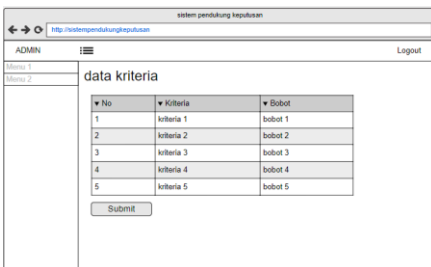 sistem pendukung keputusan
http://sistempendukungkeputusan
ADMIN Logout
Menu 1
Menu 2
data kriteria
No Kriteria Bobot
1 kriteria 1 bobot 1
2 kriteria 2 bobot 2
3 kriteria 3 bobot 3
4 kriteria 4 bobot 4
5 kriteria 5 bobot 5
Submit